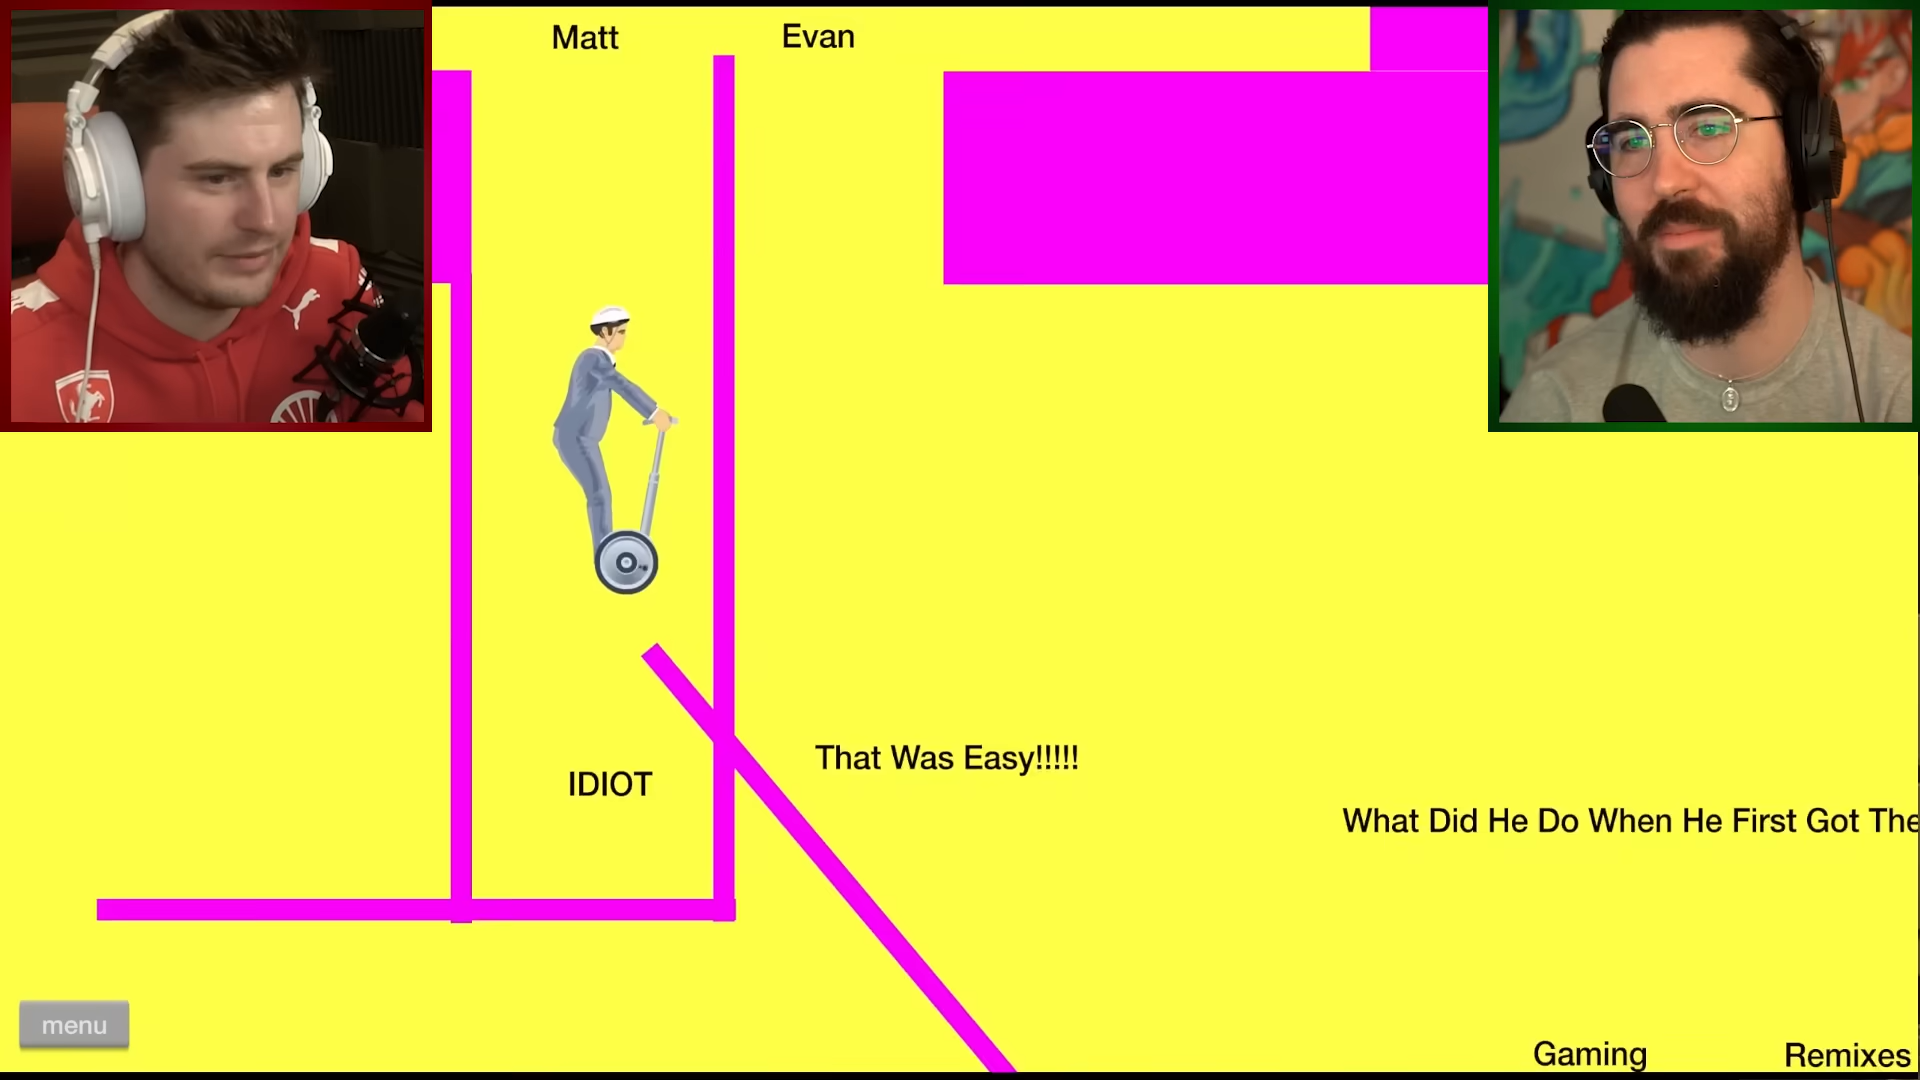 Matt
Evan
That Was Easy!!!!!
IDIOT
What Did He Do When He First Got The
menu
Gaming
Remixes